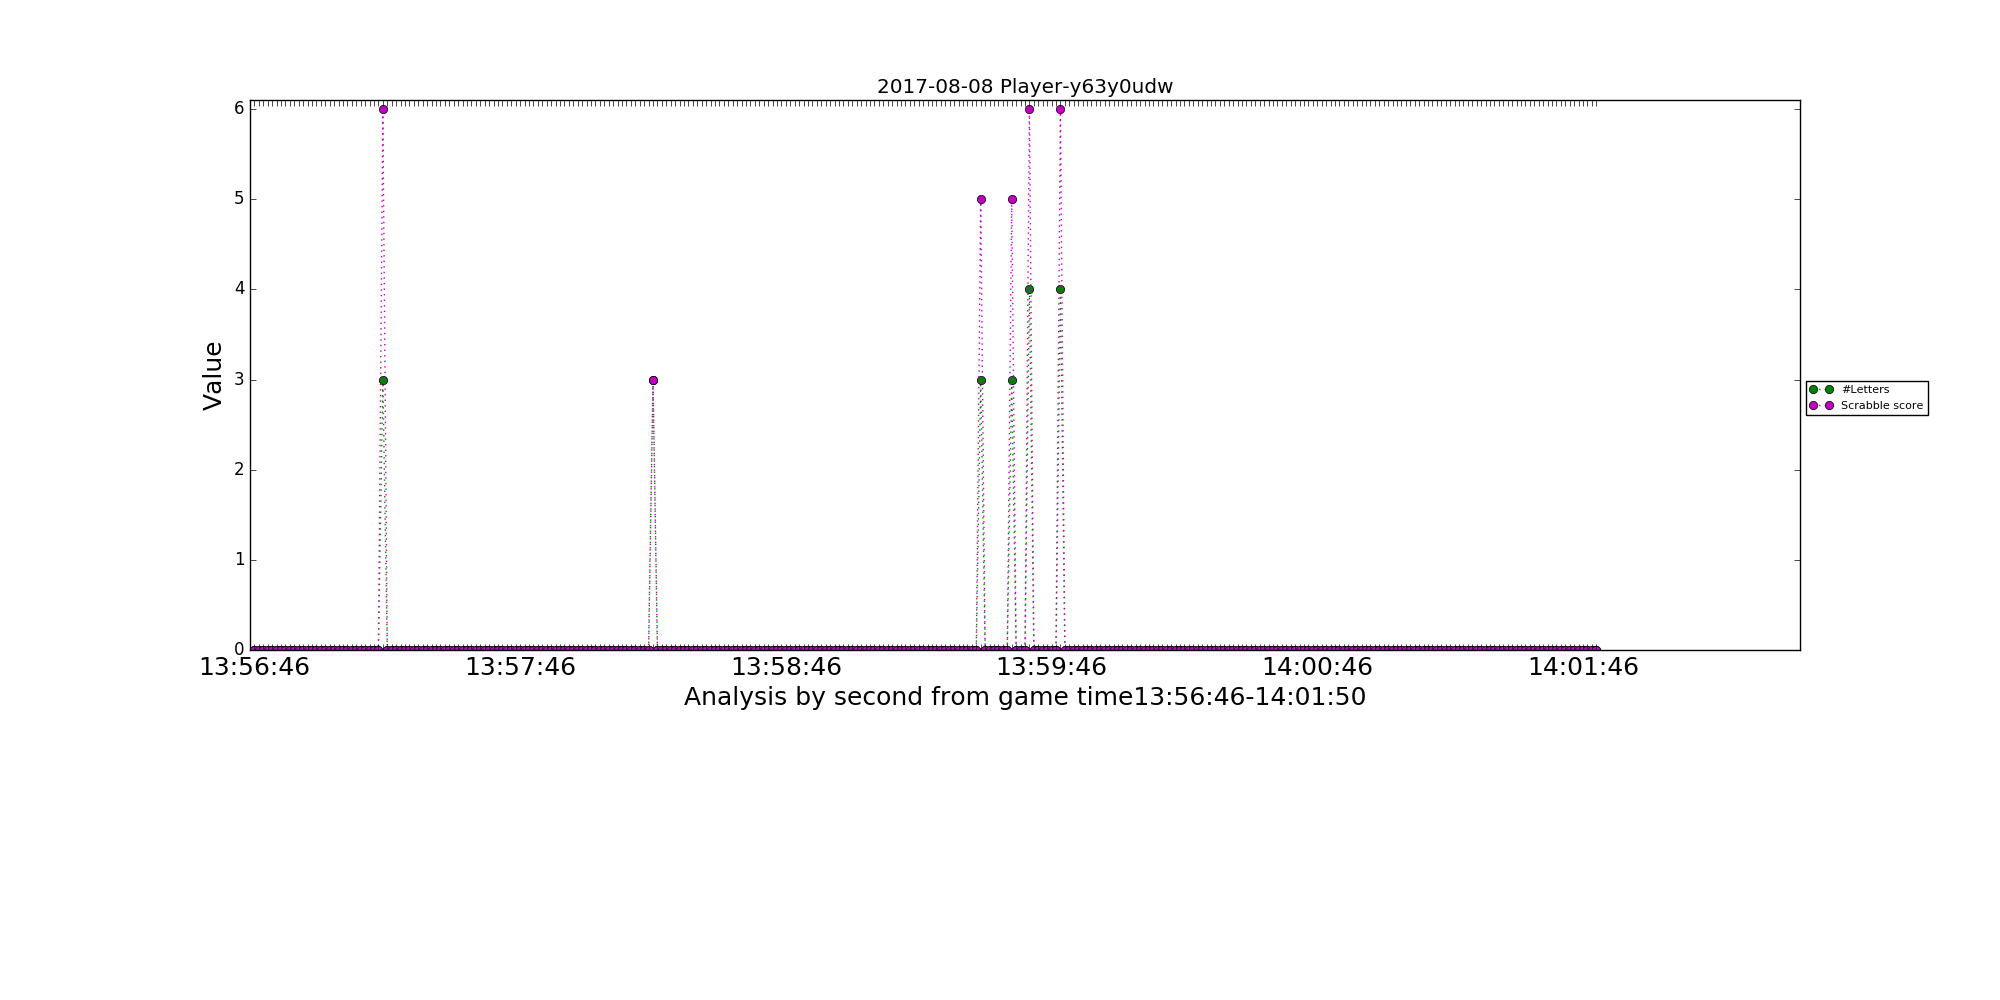 2017-08-08 Player-y63y0udw
6
5
4
3
2
1
0
Value
#Letters
Scrabble score
13:56:46 13:57:46 13:58:46 13:59:46 14:00:46 14:01:46
Analysis by second from game time13:56:46-14:01:50